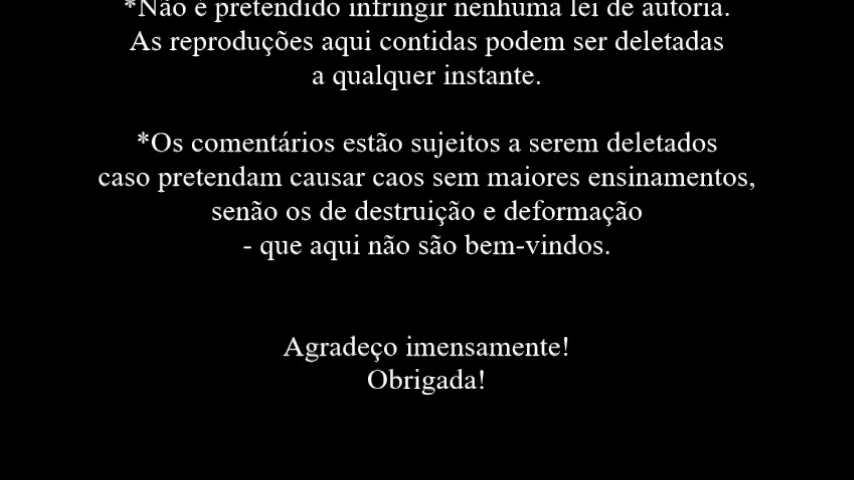 *Não é pretendido infringir nenhuma lei de autoria.
As reproduções aqui contidas podem ser deletadas
a qualquer instante.
*Os comentários estão sujeitos a serem deletados
caso pretendam causar caos sem maiores ensinamentos,
senão os de destruição e deformação
- que aqui não são bem-vindos.
Agradeço imensamente!
Obrigada!